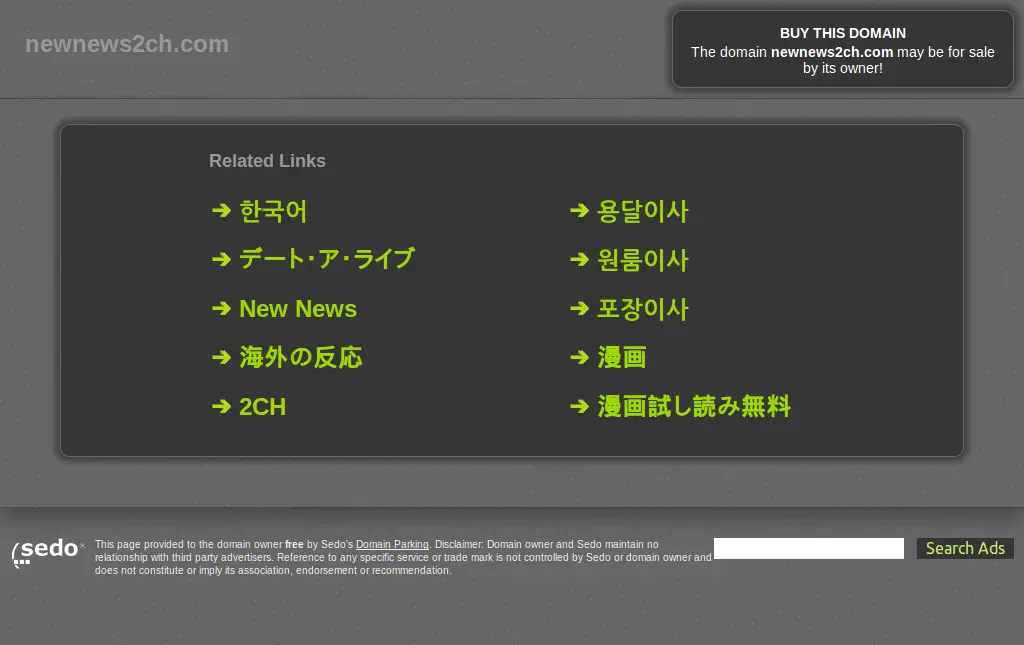 newnews2ch.com
BUY THIS DOMAIN
The domain newnews2ch.com may be for sale
by its owner!
Related Links
➔ 한국어
➔ 용달이사
➔ デート・ア・ライブ
➔ 원룸이사
➔ New News
➔ 포장이사
➔ 海外の反応
➔ 漫画
➔ 2CH
➔ 漫画試し読み無料
sedo
This page provided to the domain owner free by Sedo's Domain Parking. Disclaimer: Domain owner and Sedo maintain no
relationship with third party advertisers. Reference to any specific service or trade mark is not controlled by Sedo or domain owner and
does not constitute or imply its association, endorsement or recommendation.
Search Ads